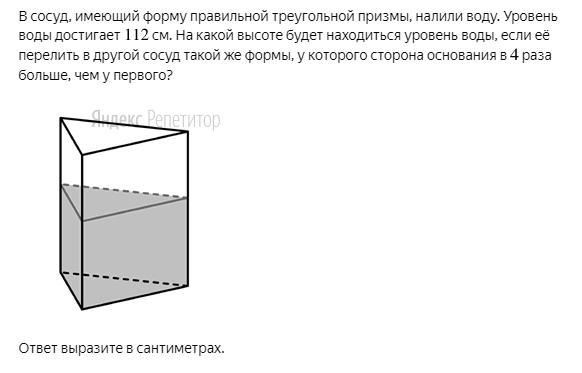 В сосуд, имеющий форму правильной треугольной призмы, налили воду. Уровень
воды достигает 112 см. На какой высоте будет находиться уровень воды, если её
перелить в другой сосуд такой же формы, у которого сторона основания в 4 раза
больше, чем у первого?
Яндекс Репетитор
Ответ выразите в сантиметрах.